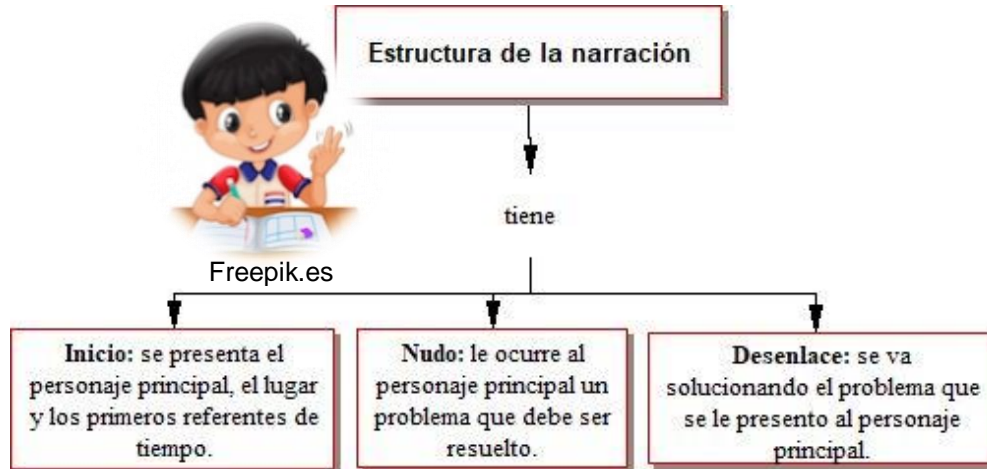 Estructura de la narración
tiene
Freepik.es
Inicio: se presenta el
personaje principal, el lugar
y los primeros referentes de
tiempo.
Nudo: le ocurre al
personaje principal un
problema que debe ser
resuelto.
Desenlace: se va
solucionando el problema que
se le presento al personaje
principal.